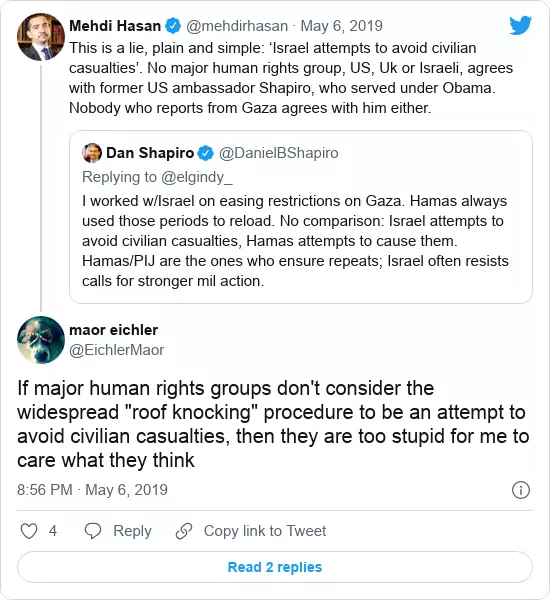 Mehdi Hasan @mehdirhasan · May 6, 2019
This is a lie, plain and simple: ‘Israel attempts to avoid civilian
casualties’. No major human rights group, US, Uk or Israeli, agrees
with former US ambassador Shapiro, who served under Obama.
Nobody who reports from Gaza agrees with him either.
Dan Shapiro @DanielBShapiro
Replying to @elgindy_
I worked w/Israel on easing restrictions on Gaza. Hamas always
used those periods to reload. No comparison: Israel attempts to
avoid civilian casualties, Hamas attempts to cause them.
Hamas/PIJ are the ones who ensure repeats; Israel often resists
calls for stronger mil action.
maor eichler
@EichlerMaor
If major human rights groups don't consider the
widespread "roof knocking" procedure to be an attempt to
avoid civilian casualties, then they are too stupid for me to
care what they think
8:56 PM · May 6, 2019
4 Reply Copy link to Tweet
Read 2 replies